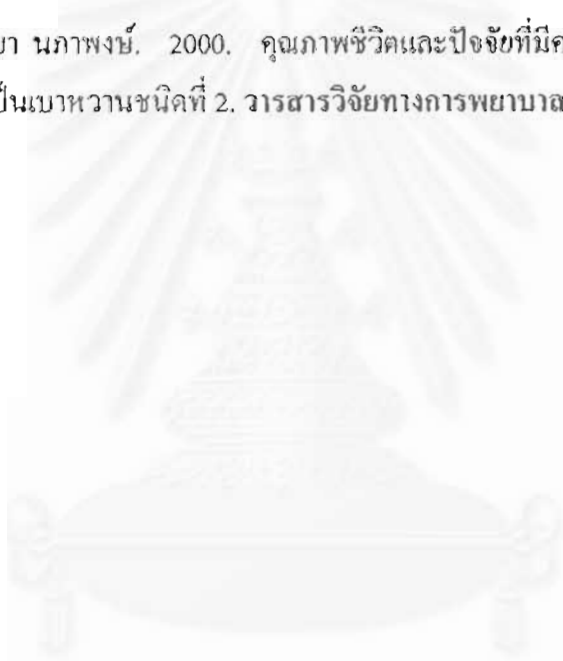 ยา นภาพงษ์. 2000. คุณภาพชีวิตและปัจจัยที่มีค
ป็นเบาหวานชนิดที่ 2. วารสารวิจัยทางการพยาบาล